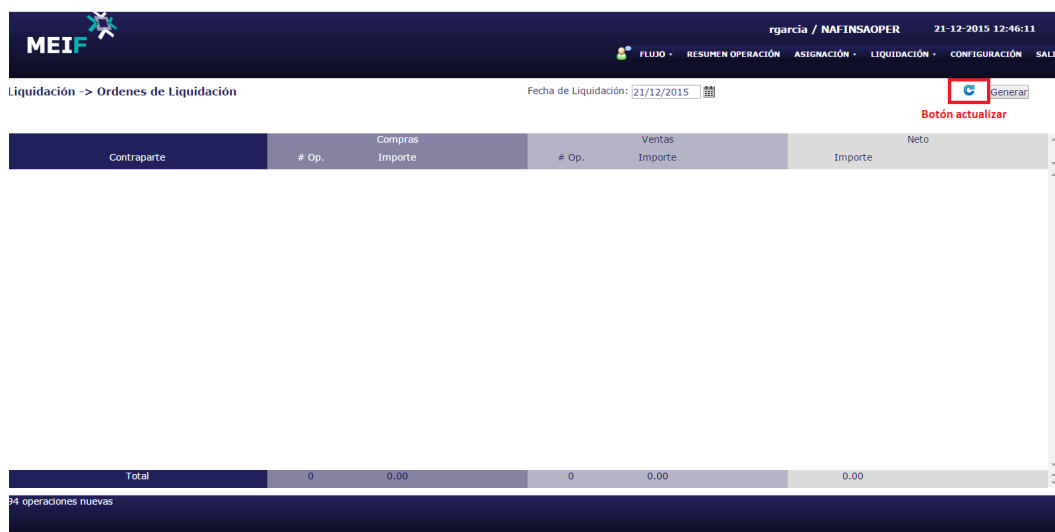 MEIF
rgarcia / NAFINSAOPER 21-12-2015 12:46:11
FLUJO RESUMEN OPERACIÓN ASIGNACIÓN LIQUIDACIÓN CONFIGURACIÓN SALI
Liquidación -> Ordenes de Liquidación Fecha de Liquidación: 21/12/2015 Generar
Botón actualizar
Compras Ventas Neto
Contraparte # Op. Importe # Op. Importe Importe
Total 0 0.00 0 0.00 0.00
94 operaciones nuevas